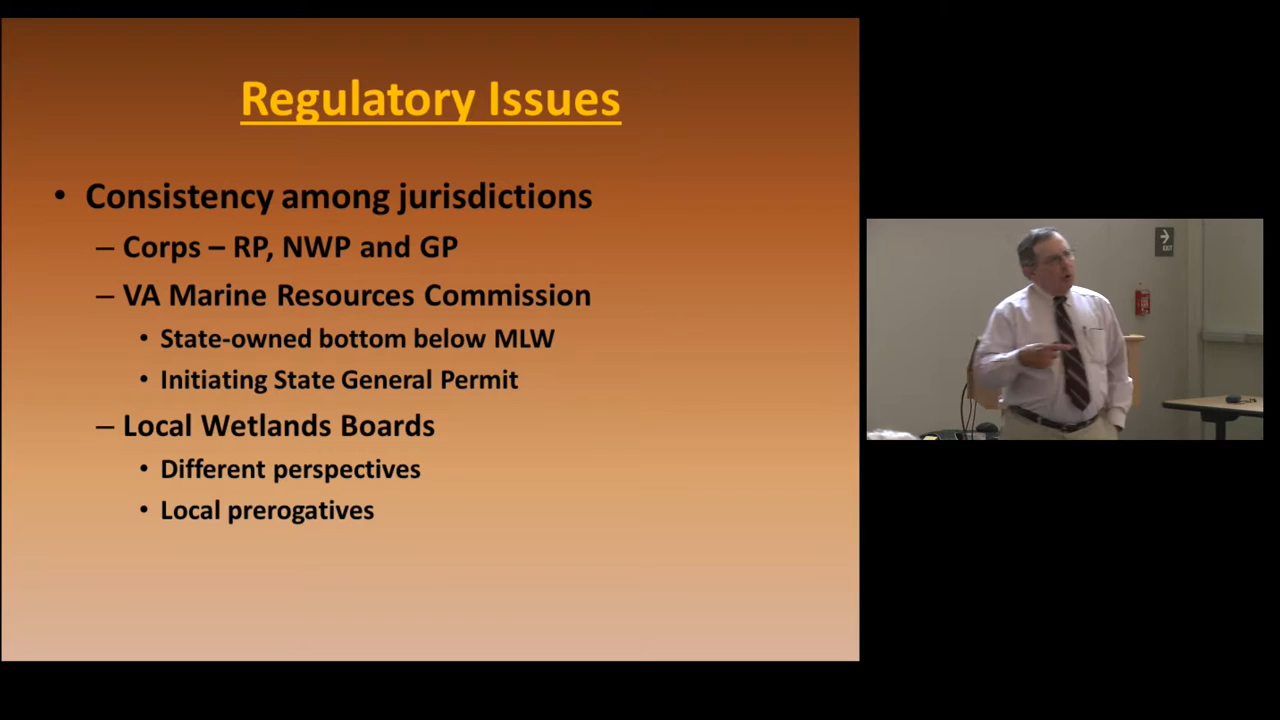 Regulatory Issues
• Consistency among jurisdictions
– Corps – RP, NWP and GP
– VA Marine Resources Commission
• State-owned bottom below MLW
• Initiating State General Permit
– Local Wetlands Boards
• Different perspectives
• Local prerogatives
EXIT